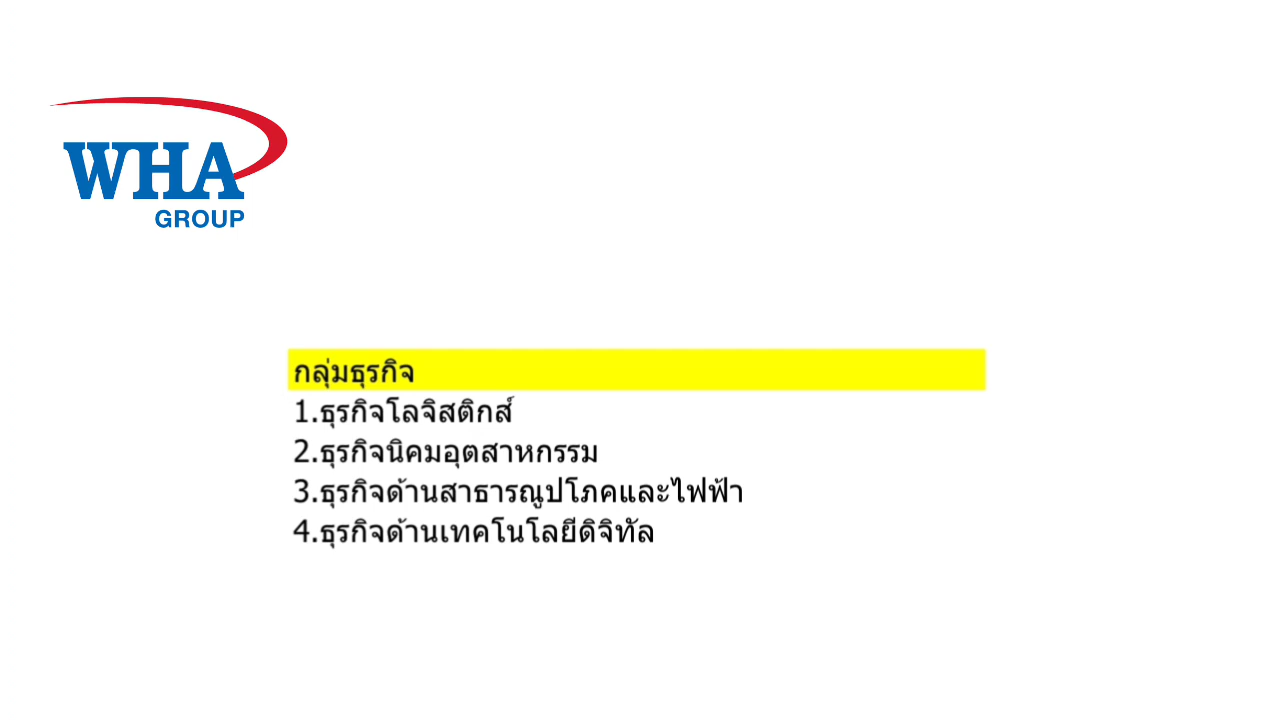 WHA
GROUP
กลุ่มธุรกิจ
1.ธุรกิจโลจิสติกส์
2.ธุรกิจนิคมอุตสาหกรรม
3.ธุรกิจด้านสาธารณูปโภคและไฟฟ้า
4.ธุรกิจด้านเทคโนโลยีดิจิทัล